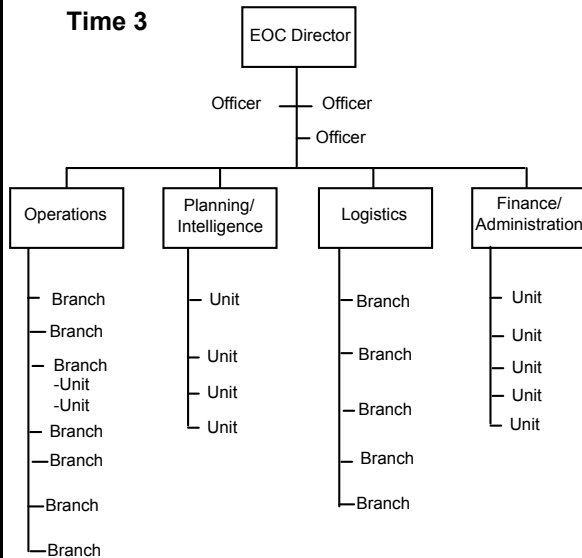 Time 3
EOC Director
Officer
Officer
Officer
Operations
Planning/
Intelligence
Logistics
Finance/
Administration
Branch
Branch
Branch
-Unit
-Unit
Branch
Branch
Branch
Branch
Unit
Unit
Unit
Unit
Branch
Branch
Branch
Branch
Branch
Unit
Unit
Unit
Unit
Unit